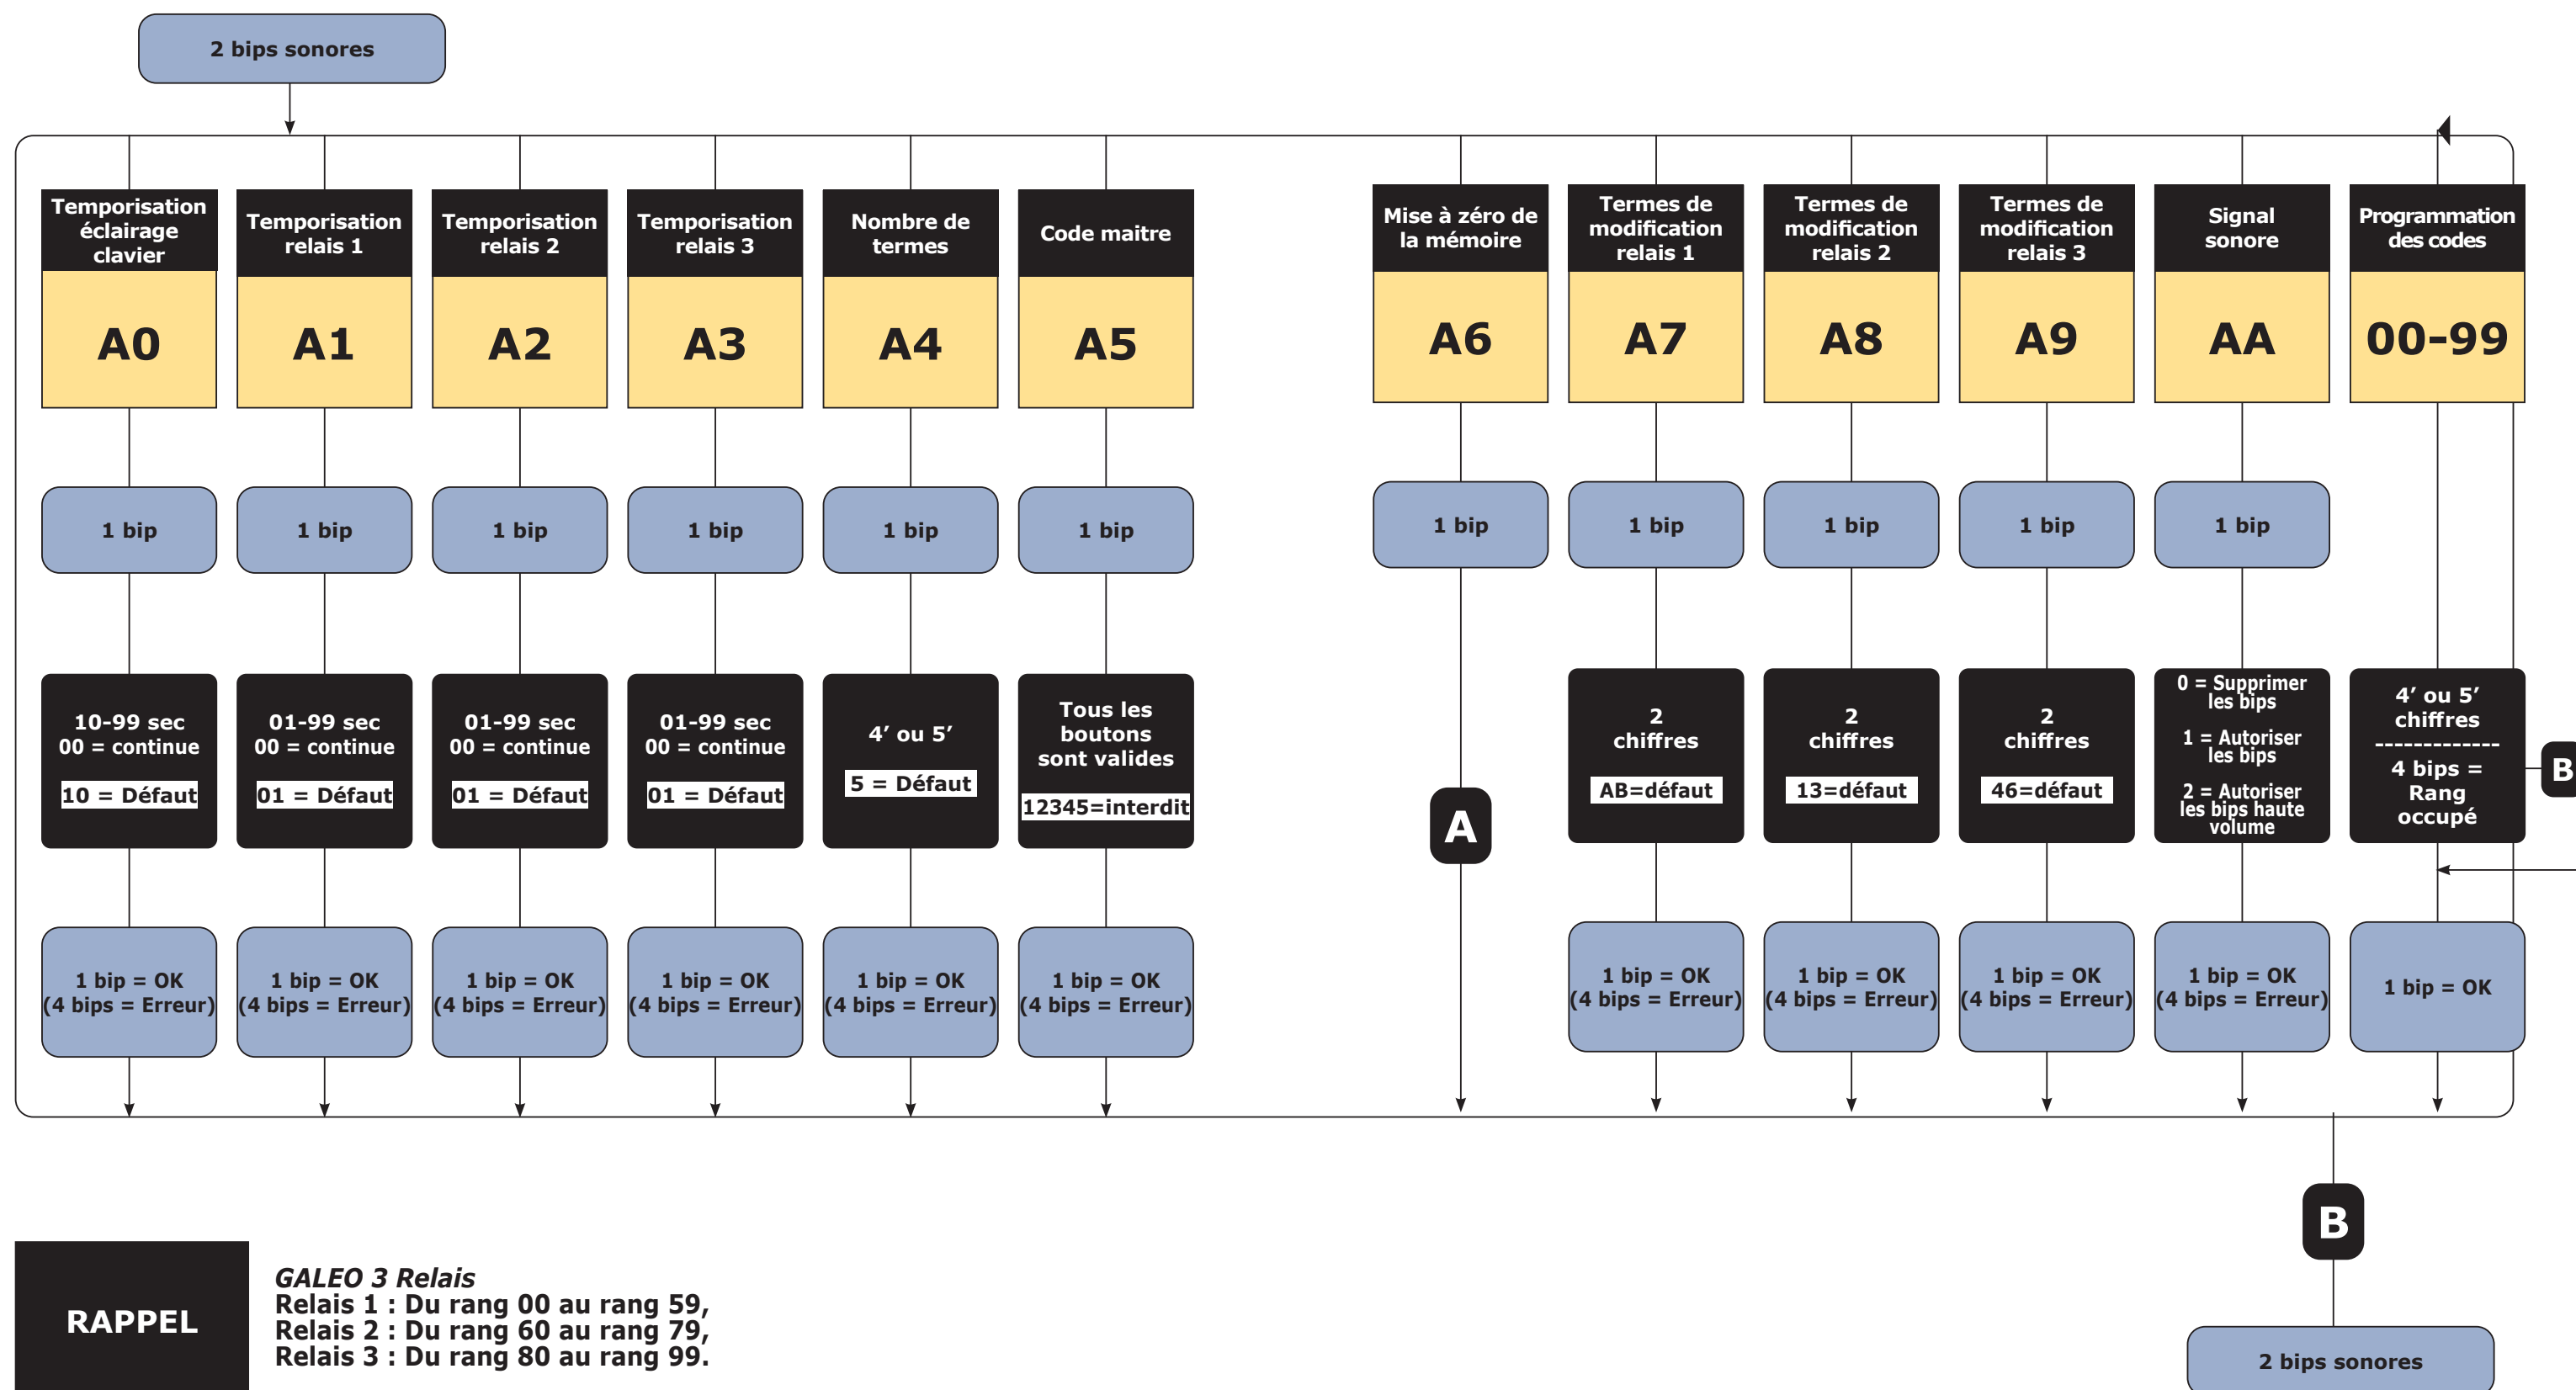 2 bips sonores
Temporisation
éclairage
clavier
A0
1 bip
10-99 sec
00 = continue
10 = Défaut
1 bip = OK
(4 bips = Erreur)
Temporisation
relais 1
A1
1 bip
01-99 sec
00 = continue
01 = Défaut
1 bip = OK
(4 bips = Erreur)
Temporisation
relais 2
A2
1 bip
01-99 sec
00 = continue
01 = Défaut
1 bip = OK
(4 bips = Erreur)
Temporisation
relais 3
A3
1 bip
01-99 sec
00 = continue
01 = Défaut
1 bip = OK
(4 bips = Erreur)
Nombre de
termes
A4
1 bip
4’ ou 5’
5 = Défaut
1 bip = OK
(4 bips = Erreur)
Code maitre
A5
1 bip
Tous les
boutons
sont valides
12345=interdit
1 bip = OK
(4 bips = Erreur)
Mise à zéro de
la mémoire
A6
1 bip
A
Termes de
modification
relais 1
A7
1 bip
2
chiffres
AB=défaut
1 bip = OK
(4 bips = Erreur)
Termes de
modification
relais 2
A8
1 bip
2
chiffres
13=défaut
1 bip = OK
(4 bips = Erreur)
Termes de
modification
relais 3
A9
1 bip
2
chiffres
46=défaut
1 bip = OK
(4 bips = Erreur)
Signal
sonore
AA
1 bip
0 = Supprimer
les bips
1 = Autoriser
les bips
2 = Autoriser
les bips haute
volume
1 bip = OK
(4 bips = Erreur)
Programmation
des codes
00-99
4’ ou 5’
chiffres
-------------
4 bips =
Rang
occupé
B
1 bip = OK
B
2 bips sonores
RAPPEL
GALEO 3 Relais
Relais 1 : Du rang 00 au rang 59,
Relais 2 : Du rang 60 au rang 79,
Relais 3 : Du rang 80 au rang 99.